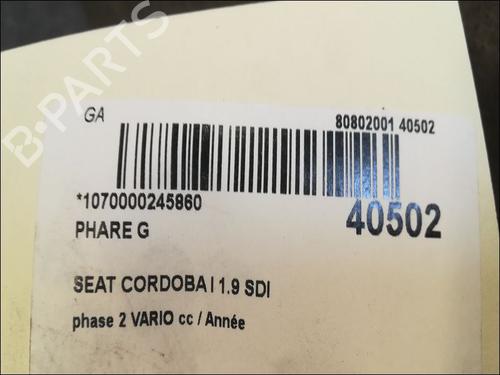 GA
80802001 40502
*1070000245860
40502
PHARE G
SEAT CORDOBA I 1.9 SDI
phase 2 VARIO cc / Année
B-PARTS